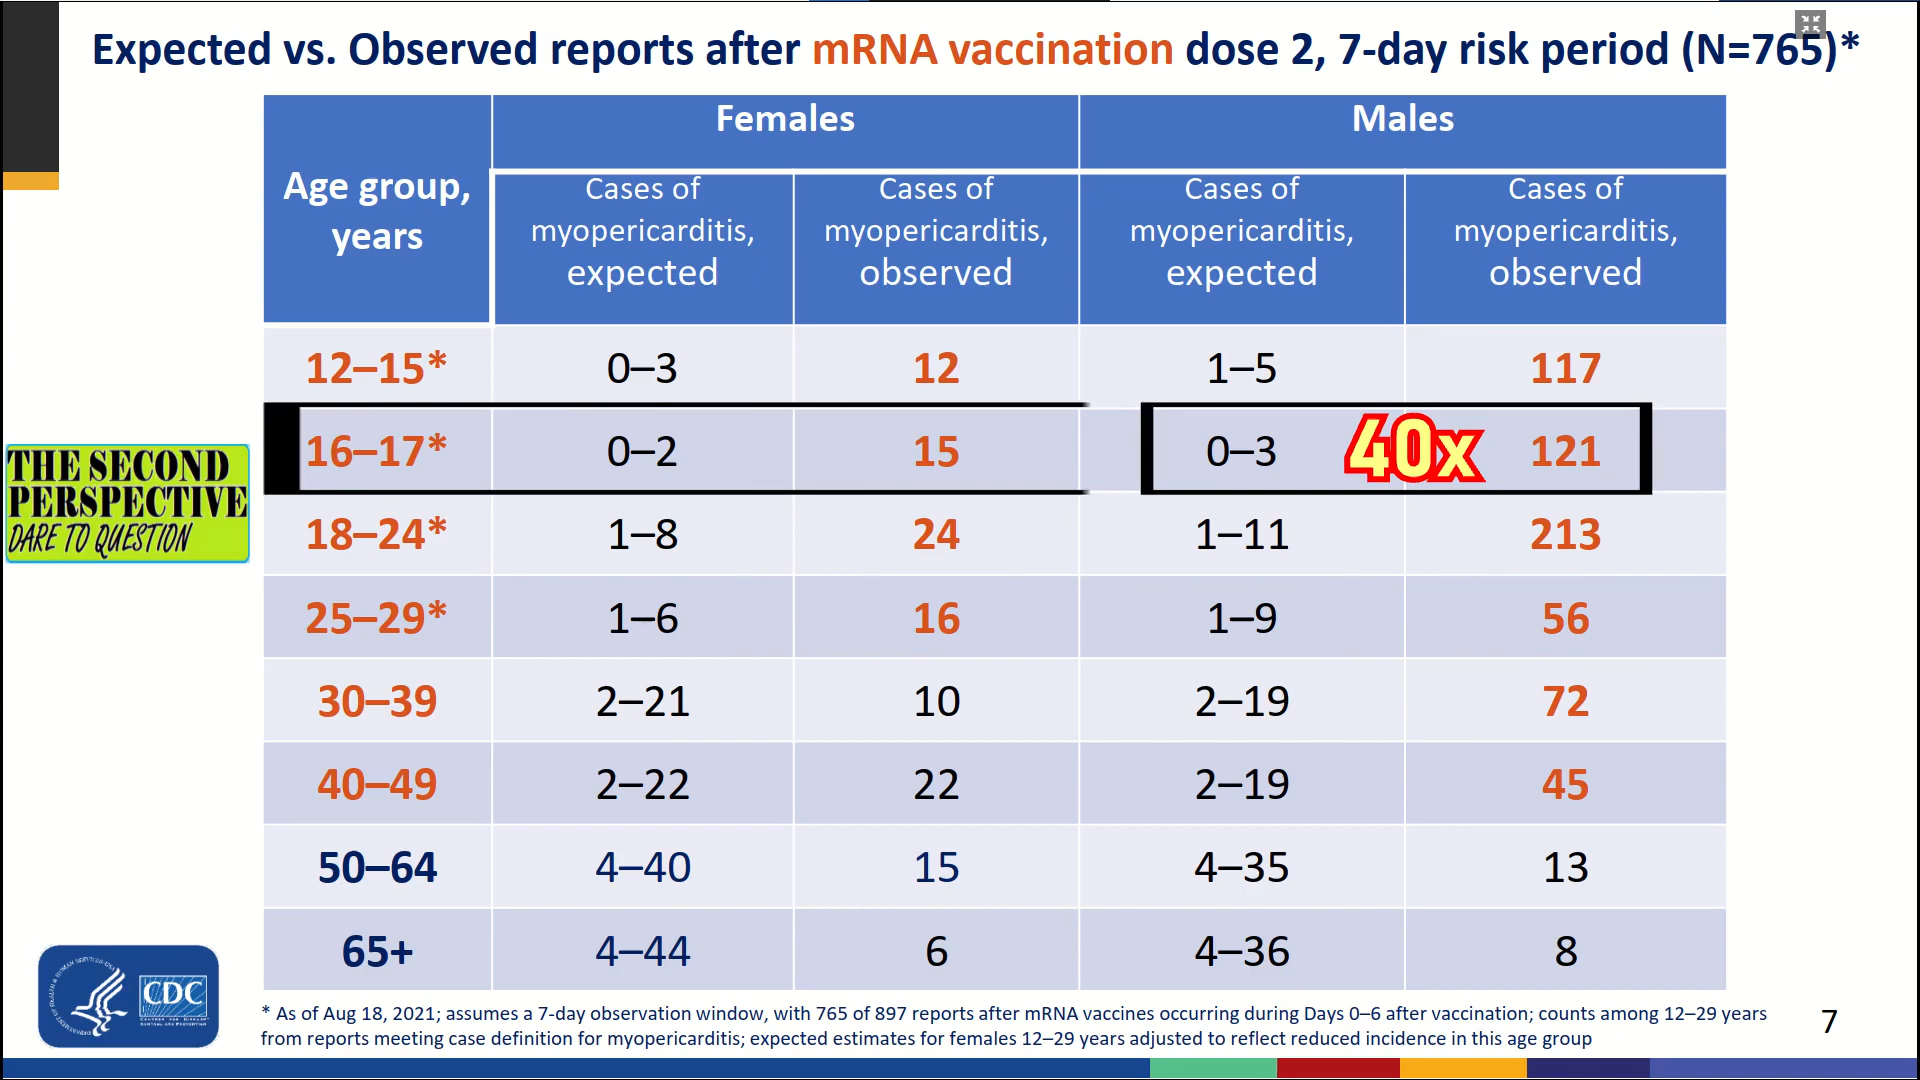 Expected vs. Observed reports after mRNA vaccination dose 2, 7-day risk period (N=765)*
Age group,
years
Females
Males
Cases of
myopericarditis,
expected
Cases of
myopericarditis,
observed
Cases of
myopericarditis,
expected
Cases of
myopericarditis,
observed
12–15* 0–3 12 1–5 117
16–17* 0–2 15 0–3 40x 121
18–24* 1–8 24 1–11 213
25–29* 1–6 16 1–9 56
30–39 2–21 10 2–19 72
40–49 2–22 22 2–19 45
50–64 4–40 15 4–35 13
65+ 4–44 6 4–36 8
THE SECOND
PERSPECTIVE
DARE TO QUESTION
CDC
* As of Aug 18, 2021; assumes a 7-day observation window, with 765 of 897 reports after mRNA vaccines occurring during Days 0–6 after vaccination; counts among 12–29 years
from reports meeting case definition for myopericarditis; expected estimates for females 12–29 years adjusted to reflect reduced incidence in this age group
7